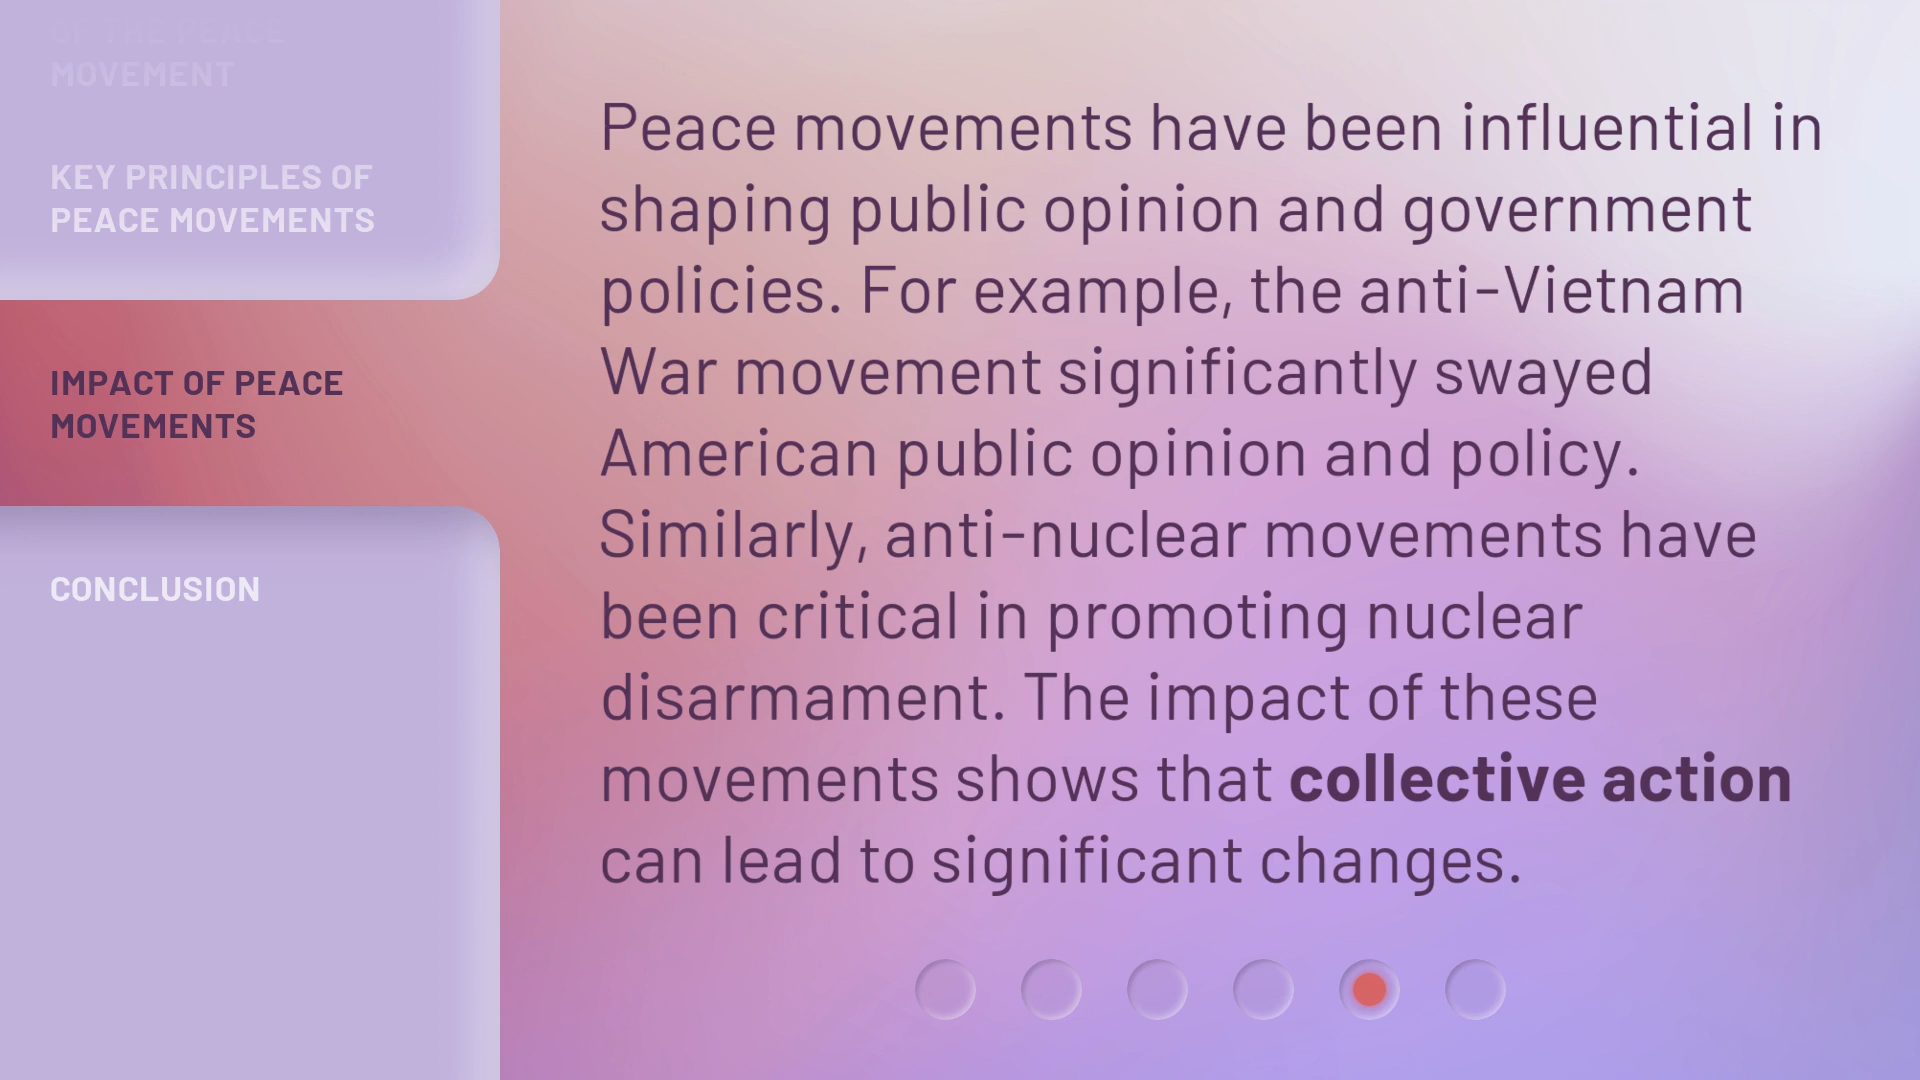 OF THE PEACE
MOVEMENT
KEY PRINCIPLES OF
PEACE MOVEMENTS
IMPACT OF PEACE
MOVEMENTS
CONCLUSION
Peace movements have been influential in
shaping public opinion and government
policies. For example, the anti-Vietnam
War movement significantly swayed
American public opinion and policy.
Similarly, anti-nuclear movements have
been critical in promoting nuclear
disarmament. The impact of these
movements shows that collective action
can lead to significant changes.